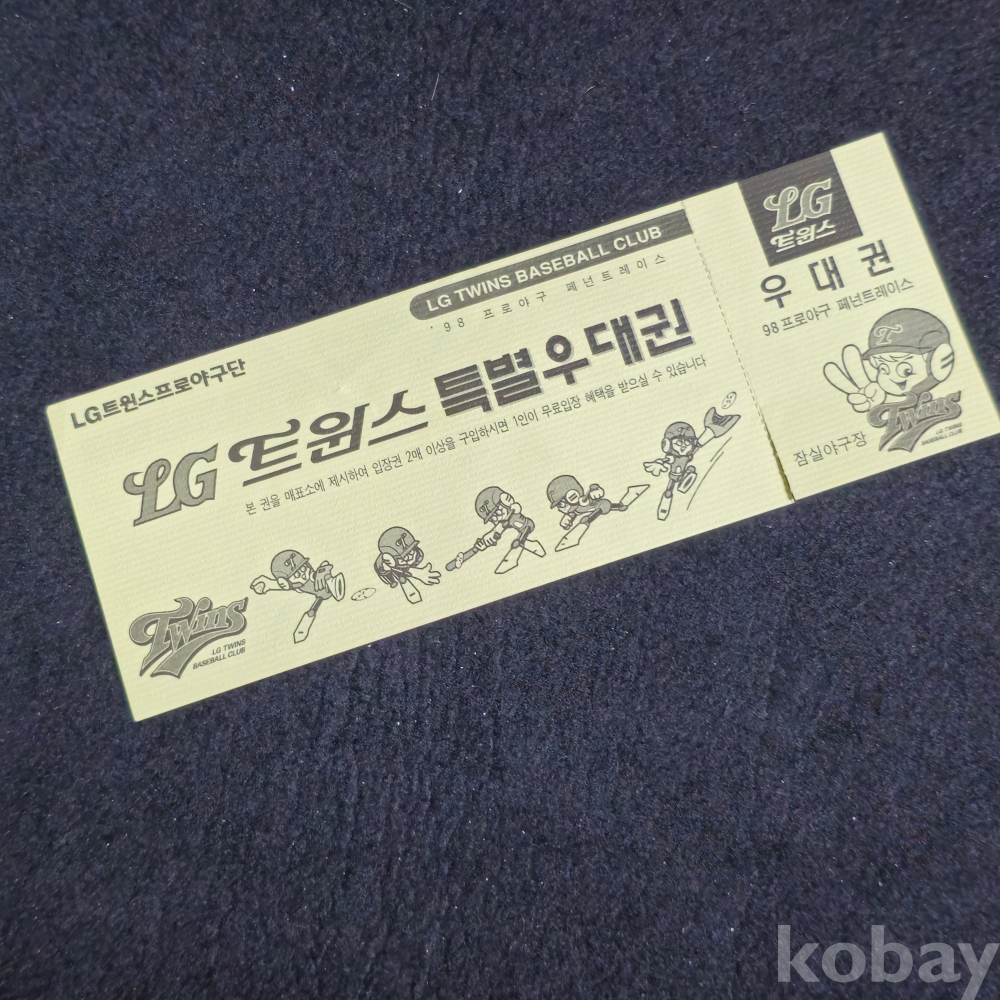 LG TWINS BASEBALL CLUB
'98 프로야구 페넌트레이스
LG트윈스프로야구단
LG 트윈스 특별우대권
본 권을 매표소에 제시하여 입장권 2매 이상을 구입하시면 1인이 무료입장 혜택을 받으실 수 있습니다
Twins
LG TWINS
BASEBALL CLUB
LG
트윈스
우대권
98 프로야구 페넌트레이스
T
Twins
LG TWINS
BASEBALL CLUB
잠실야구장
kobay